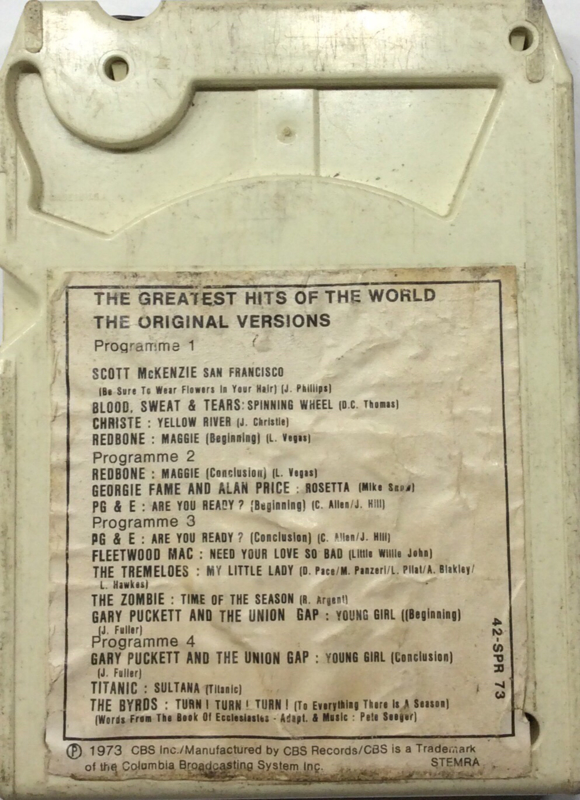 THE GREATEST HITS OF THE WORLD
THE ORIGINAL VERSIONS
Programme 1
SCOTT McKENZIE SAN FRANCISCO
(Be Sure To Wear Flowers In Your Hair) (J. Phillips)
BLOOD, SWEAT & TEARS: SPINNING WHEEL (D.C. Thomas)
CHRISTE : YELLOW RIVER (J. Christie)
REDBONE : MAGGIE (Beginning) (L. Vegas)
Programme 2
REDBONE : MAGGIE (Conclusion) (L. Vegas)
GEORGIE FAME AND ALAN PRICE : ROSETTA (Mike Snow)
PG & E : ARE YOU READY ? (Beginning) (C. Allen/J. Hill)
Programme 3
PG & E : ARE YOU READY ? (Conclusion) (C. Allen/J. Hill)
FLEETWOOD MAC : NEED YOUR LOVE SO BAD (Little Willie John)
THE TREMELOES : MY LITTLE LADY (D. Pace/M. Panzeri/L. Pilat/A. Blakley/
L. Hawkes)
THE ZOMBIE : TIME OF THE SEASON (R. Argent)
GARY PUCKETT AND THE UNION GAP : YOUNG GIRL ((Beginning)
(J. Fuller)
Programme 4
GARY PUCKETT AND THE UNION GAP : YOUNG GIRL (Conclusion)
(J. Fuller)
TITANIC : SULTANA (Titanic)
THE BYRDS : TURN ! TURN ! TURN ! (To Everything There is A Season)
(Words From The Book Of Ecclesiastes - Adapt. & Music : Pete Seeger)
42-SPR 73
Ⓟ 1973 CBS Inc./Manufactured by CBS Records/CBS is a Trademark
of the Columbia Broadcasting System Inc. STEMRA